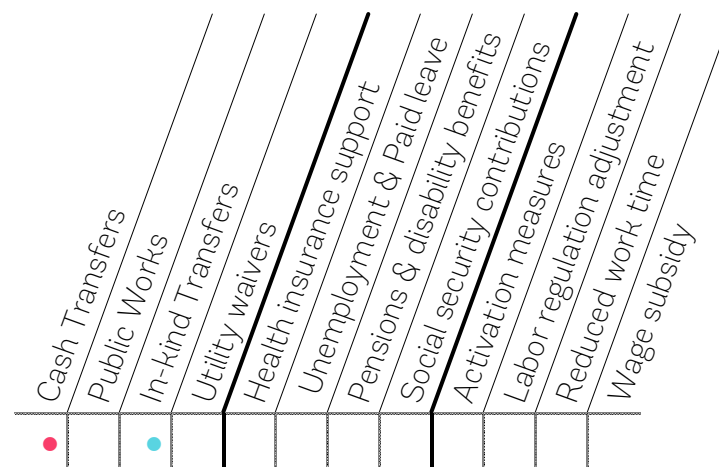 Cash Transfers
Public Works
In-kind Transfers
Utility waivers
Health insurance support
Unemployment & Paid leave
Pensions & disability benefits
Social security contributions
Activation measures
Labor regulation adjustment
Reduced work time
Wage subsidy